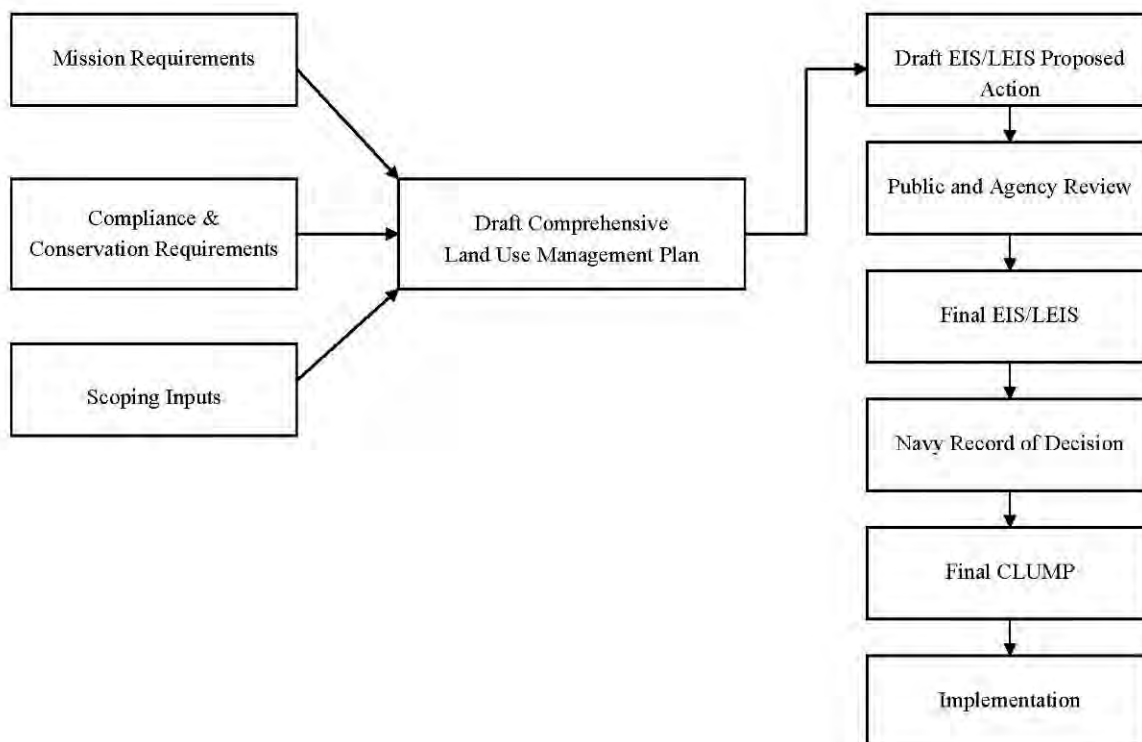 Mission Requirements
Compliance &
Conservation Requirements
Scoping Inputs
Draft Comprehensive
Land Use Management Plan
Draft EIS/LEIS Proposed
Action
Public and Agency Review
Final EIS/LEIS
Navy Record of Decision
Final CLUMP
Implementation